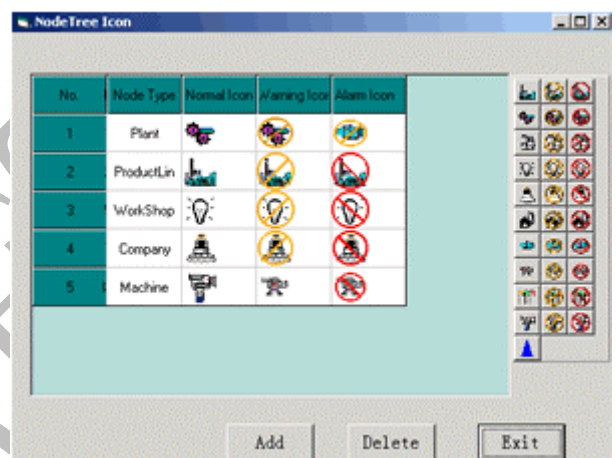 NodeTree Icon
No. Node Type Normal Icon Warning Icon Alarm Icon
1 Plant
2 ProductLin
3 WorkShop
4 Company
5 Machine
Add Delete Exit